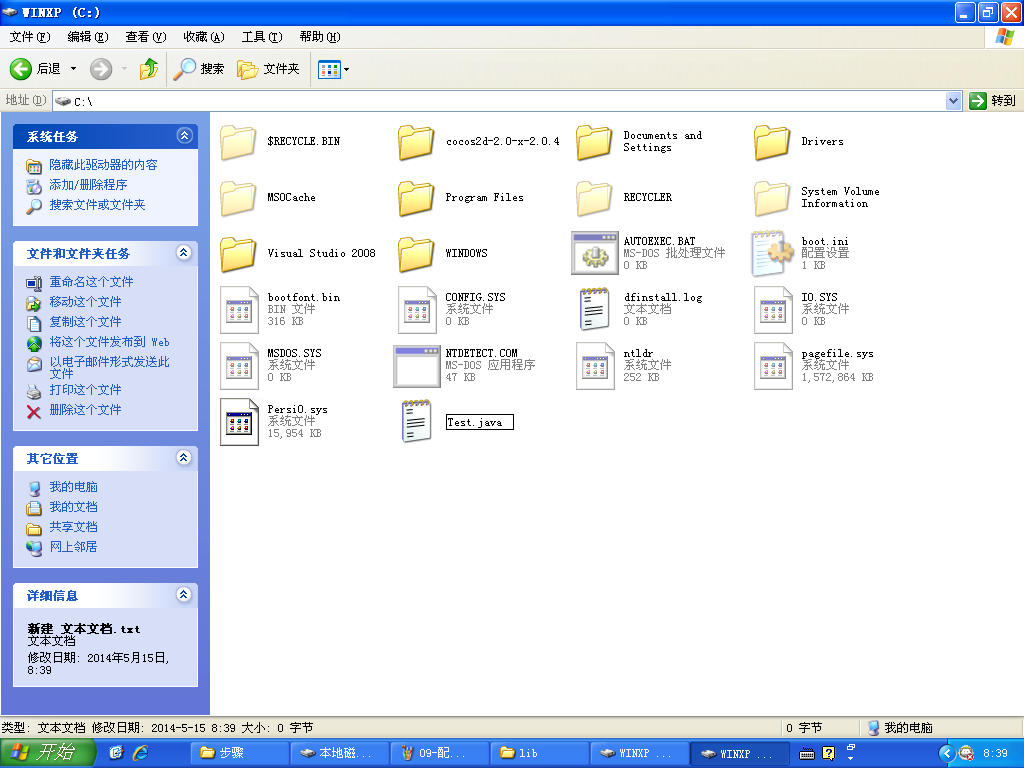 WINXP (C:)
文件(F) 编辑(E) 查看(V) 收藏(A) 工具(T) 帮助(H)
后退 搜索 文件夹
地址(D) C:\ 转到
系统任务
隐藏此驱动器的内容
添加/删除程序
搜索文件或文件夹
文件和文件夹任务
重命名这个文件
移动这个文件
复制这个文件
将这个文件发布到 Web
以电子邮件形式发送此
文件
打印这个文件
删除这个文件
其它位置
我的电脑
我的文档
共享文档
网上邻居
详细信息
新建 文本文档.txt
文本文档
修改日期: 2014年5月15日,
8:39
$RECYCLE.BIN
cocos2d-2.0-x-2.0.4
Documents and
Settings
Drivers
MSOCache
Program Files
RECYCLER
System Volume
Information
Visual Studio 2008
WINDOWS
AUTOEXEC.BAT
MS-DOS 批处理文件
0 KB
boot.ini
配置设置
1 KB
bootfont.bin
BIN 文件
316 KB
CONFIG.SYS
系统文件
0 KB
dfinstall.log
文本文档
0 KB
IO.SYS
系统文件
0 KB
MSDOS.SYS
系统文件
0 KB
NTDETECT.COM
MS-DOS 应用程序
47 KB
ntldr
系统文件
252 KB
pagefile.sys
系统文件
1,572,864 KB
Persi0.sys
系统文件
15,954 KB
Test.java
类型: 文本文档 修改日期: 2014-5-15 8:39 大小: 0 字节
0 字节
我的电脑
开始
步骤
本地磁...
09-配...
lib
WINXP ...
WINXP ...
8:39